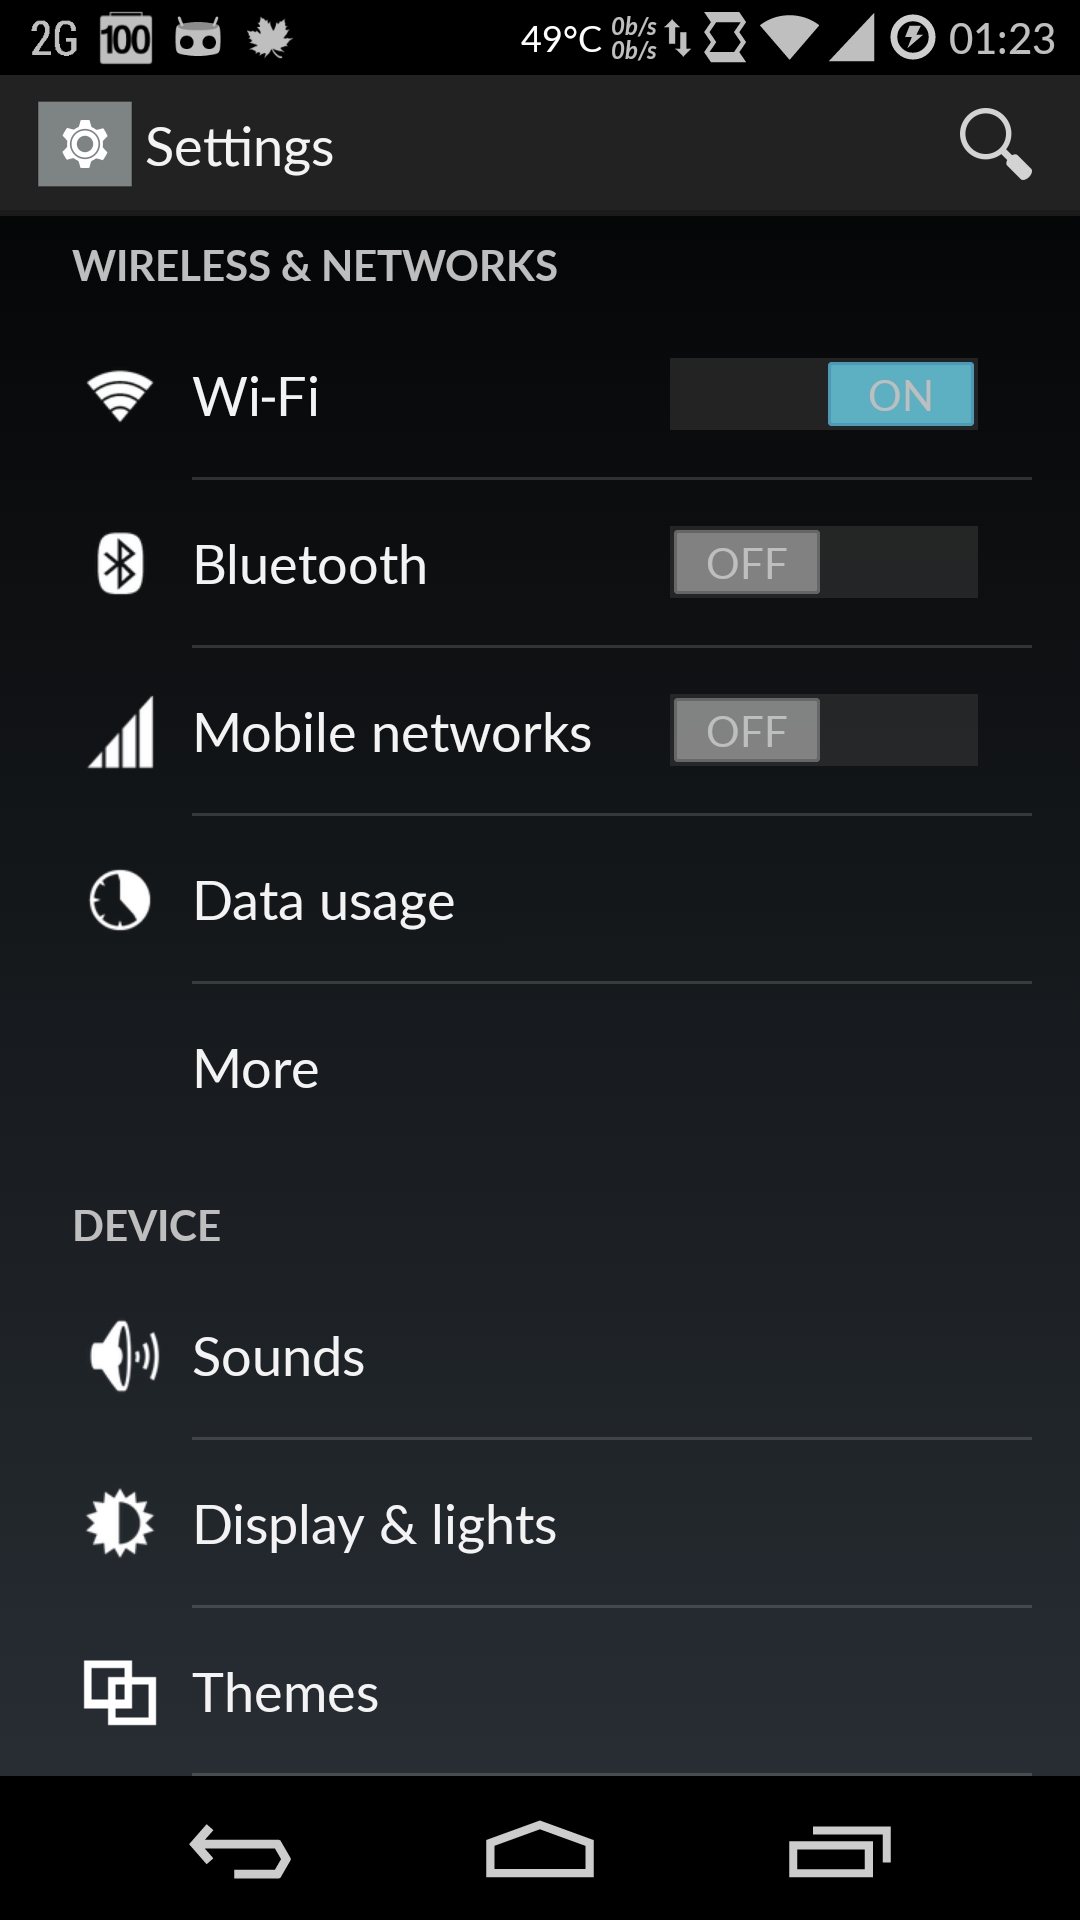 2G 100 49°C 0b/s 01:23
0b/s
Settings
WIRELESS & NETWORKS
Wi-Fi ON
Bluetooth OFF
Mobile networks OFF
Data usage
More
DEVICE
Sounds
Display & lights
Themes